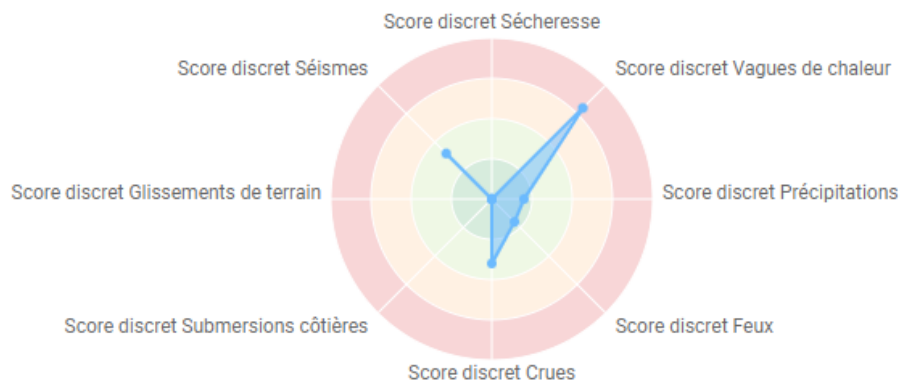 Score discret Sécheresse
Score discret Séismes
Score discret Vagues de chaleur
Score discret Glissements de terrain
Score discret Précipitations
Score discret Submersions côtières
Score discret Feux
Score discret Crues